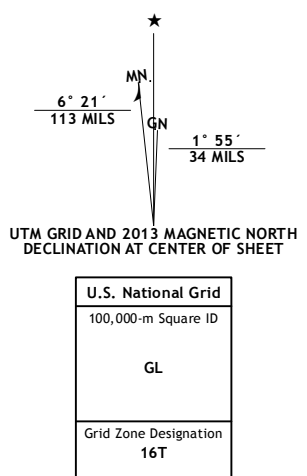 ★
MN.
6° 21´
113 MILS
GN
1° 55´
34 MILS
UTM GRID AND 2013 MAGNETIC NORTH
DECLINATION AT CENTER OF SHEET
U.S. National Grid
100,000-m Square ID
GL
Grid Zone Designation
16T